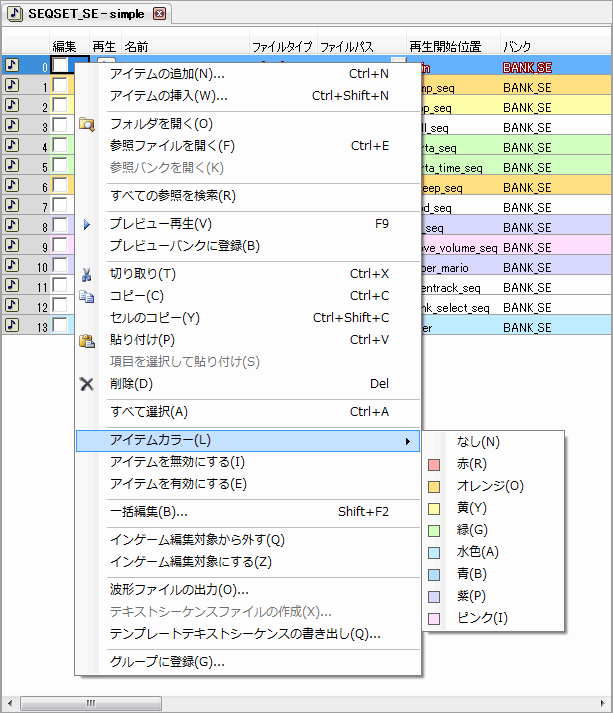 SEQSET_SE - simple
編集 再生 名前 ファイルタイプ ファイルパス 再生開始位置 バンク
0 BANK_SE
1 mp_seq BANK_SE
2 op_seq BANK_SE
3 ll_seq BANK_SE
4 rta_seq BANK_SE
5 rta_time_seq BANK_SE
6 eep_seq BANK_SE
7 od_seq BANK_SE
8 _seq BANK_SE
9 ove_volume_seq BANK_SE
10 per_mario BANK_SE
11 entrack_seq BANK_SE
12 nk_select_seq BANK_SE
13 er BANK_SE
アイテムの追加(N)... Ctrl+N
アイテムの挿入(W)... Ctrl+Shift+N
フォルダを開く(O)
参照ファイルを開く(F) Ctrl+E
参照バンクを開く(K)
すべての参照を検索(R)
プレビュー再生(V) F9
プレビューバンクに登録(B)
切り取り(T) Ctrl+X
コピー(C) Ctrl+C
セルのコピー(Y) Ctrl+Shift+C
貼り付け(P) Ctrl+V
項目を選択して貼り付け(S)
削除(D) Del
すべて選択(A) Ctrl+A
アイテムカラー(L)
アイテムを無効にする(I)
アイテムを有効にする(E)
一括編集(B)... Shift+F2
インゲーム編集対象から外す(Q)
インゲーム編集対象にする(Z)
波形ファイルの出力(O)...
テキストシーケンスファイルの作成(X)...
テンプレートテキストシーケンスの書き出し(Q)...
グループに登録(G)...
なし(N)
赤(R)
オレンジ(O)
黄(Y)
緑(G)
水色(A)
青(B)
紫(P)
ピンク(I)